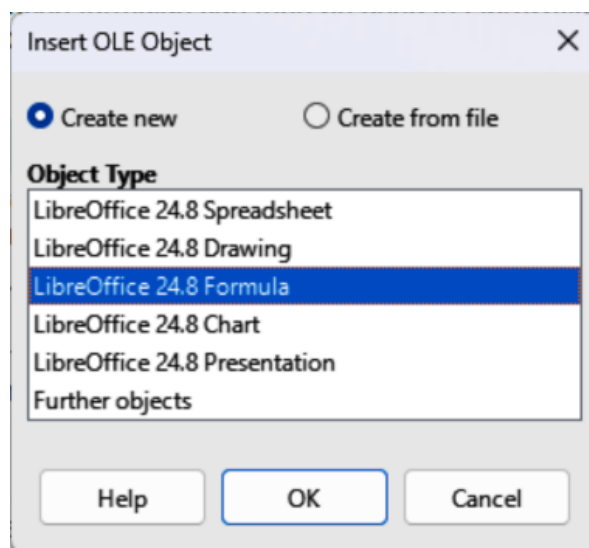 Insert OLE Object
Create new Create from file
Object Type
LibreOffice 24.8 Spreadsheet
LibreOffice 24.8 Drawing
LibreOffice 24.8 Formula
LibreOffice 24.8 Chart
LibreOffice 24.8 Presentation
Further objects
Help OK Cancel